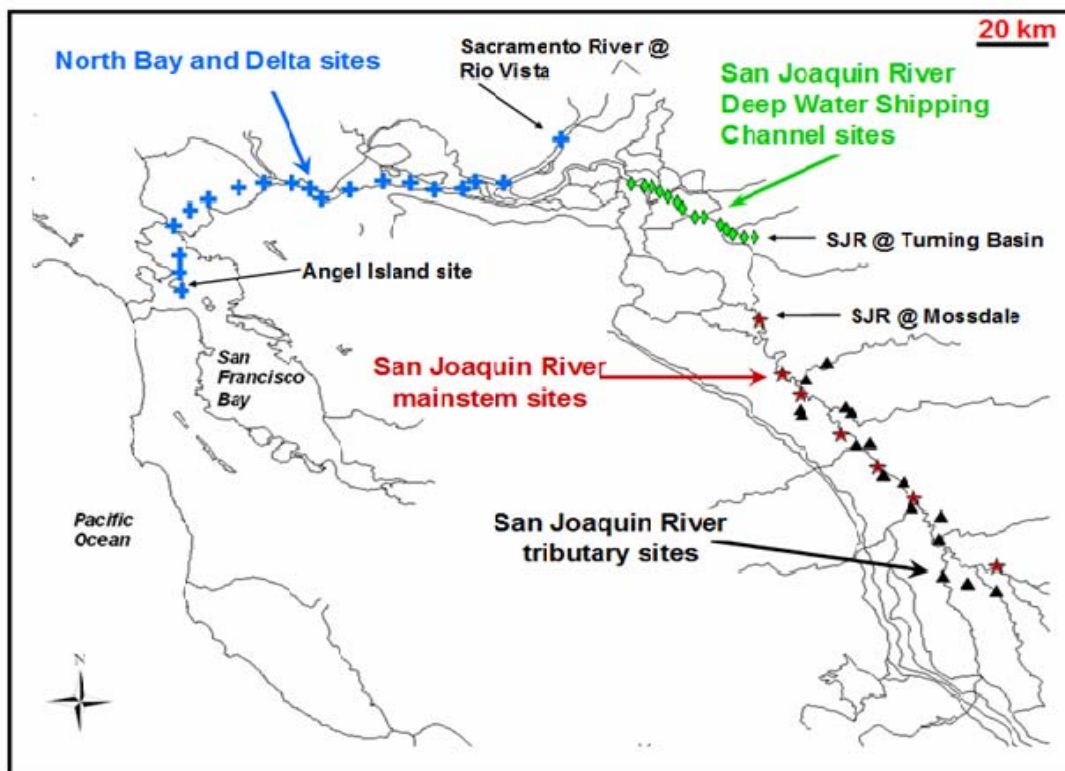 20 km
Sacramento River @
Rio Vista
North Bay and Delta sites
San Joaquin River
Deep Water Shipping
Channel sites
SJR @ Turning Basin
Angel Island site
SJR @ Mossdale
San
Francisco
Bay
San Joaquin River
mainstem sites
Pacific
Ocean
San Joaquin River
tributary sites
N